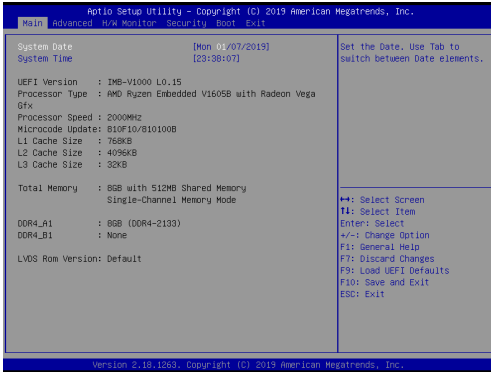 Aptio Setup Utility - Copyright (C) 2019 American Megatrends, Inc.
Main Advanced H/W Monitor Security Boot Exit
System Date [Mon 01/07/2019]
System Time [23:38:07]
UEFI Version : IMB-V1000 L0.15
Processor Type : AMD Ryzen Embedded V1605B with Radeon Vega
Gfx
Processor Speed : 2000MHz
Microcode Update: 810F10/810100B
L1 Cache Size : 768KB
L2 Cache Size : 4096KB
L3 Cache Size : 32KB
Total Memory : 8GB with 512MB Shared Memory
Single-Channel Memory Mode
DDR4_A1 : 8GB (DDR4-2133)
DDR4_B1 : None
LVDS Rom Version: Default
Set the Date. Use Tab to
switch between Date elements.
↔: Select Screen
↑↓: Select Item
Enter: Select
+/-: Change Option
F1: General Help
F7: Discard Changes
F9: Load UEFI Defaults
F10: Save and Exit
ESC: Exit
Version 2.18.1263. Copyright (C) 2019 American Megatrends, Inc.